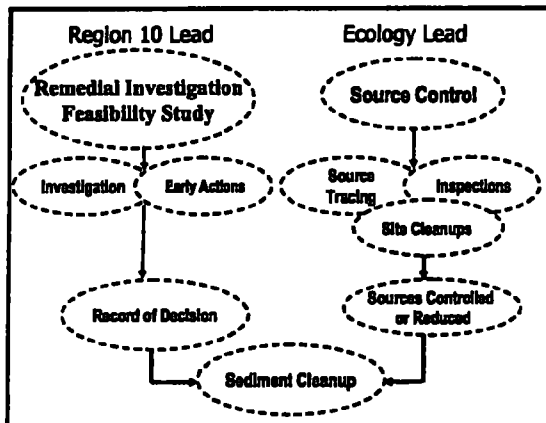 Region 10 Lead
Ecology Lead
Remedial Investigation
Feasibility Study
Source Control
Investigation
Early Actions
Source
Tracing
Inspections
Site Cleanups
Record of Decision
Sources Controlled
or Reduced
Sediment Cleanup